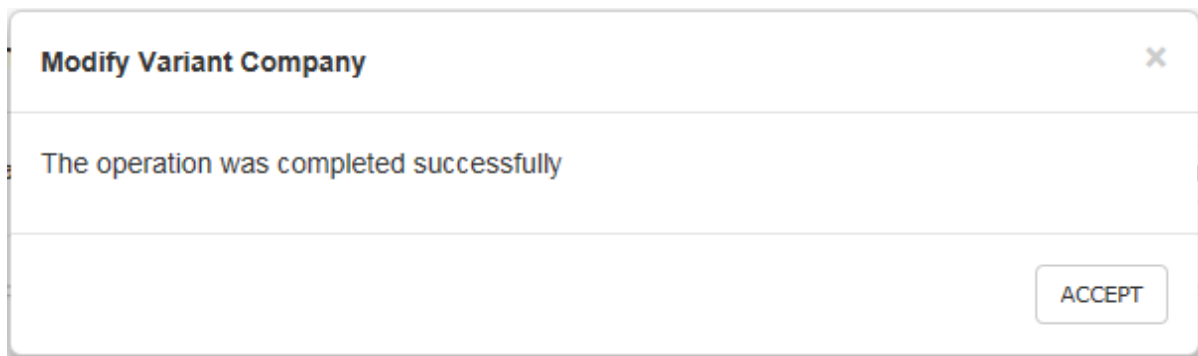 Modify Variant Company ×
The operation was completed successfully
ACCEPT